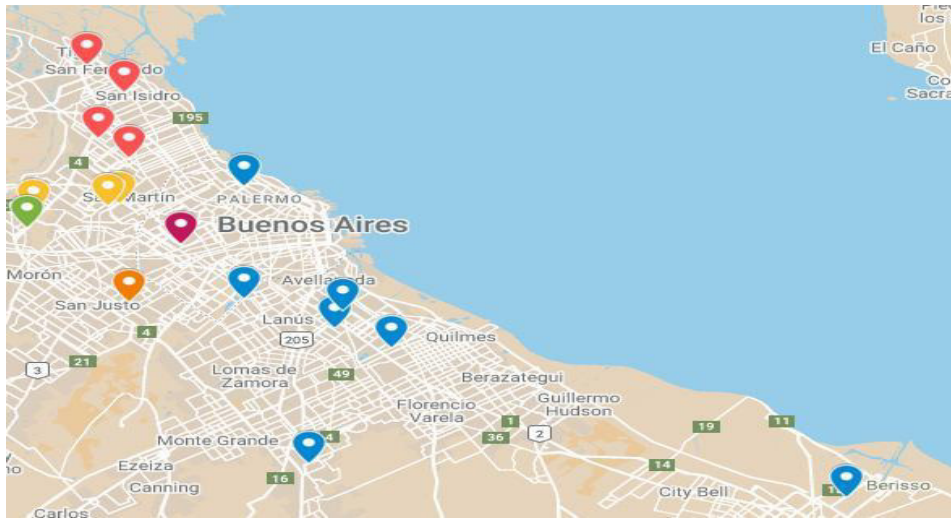 El Caño
San Fernando
San Isidro
195
4
San Martín
PALERMO
Buenos Aires
Morón
Avellaneda
San Justo
Lanús
4
205
Quilmes
21
3
Lomas de
Zamora
49
Berazategui
Florencio
Varela
Guillermo
Hudson
1
19
11
Monte Grande
4
36
2
Ezeiza
16
14
Canning
City Bell
Berisso
Carlos